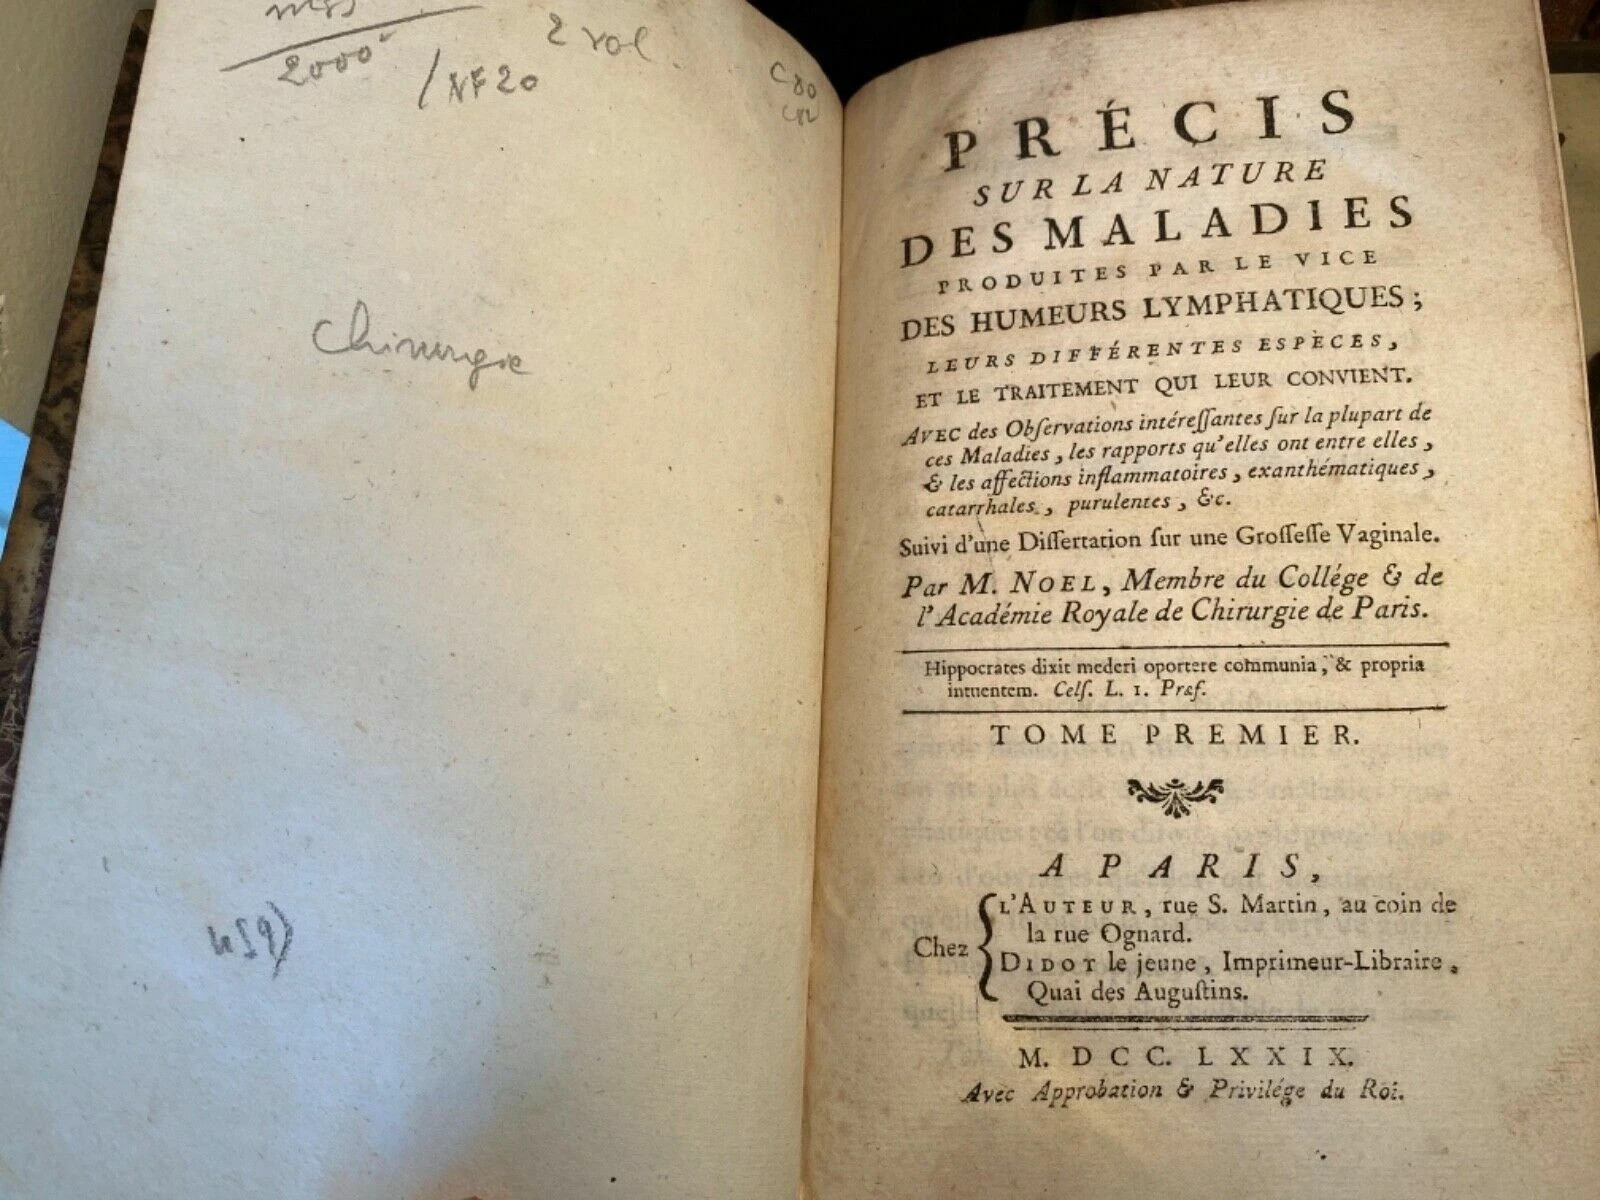 2000
/NF20
2 vol
C80
Chirurgie
PRÉCIS
SUR LA NATURE
DES MALADIES
PRODUITES PAR LE VICE
DES HUMEURS LYMPHATIQUES;
LEURS DIFFÉRENTES ESPECES,
ET LE TRAITEMENT QUI LEUR CONVIENT.
AVEC des Obſervations intéreſſantes ſur la plupart de
ces Maladies, les rapports qu'elles ont entre elles,
& les affections inflammatoires, exanthématiques,
catarrhales, purulentes, &c.
Suivi d'une Diſſertation ſur une Groſſeſſe Vaginale.
Par M. NOEL, Membre du Collége & de
l'Académie Royale de Chirurgie de Paris.
Hippocrates dixit mederi oportere communia, & propria
intuentem. Celſ. L. 1. Præf.
TOME PREMIER.
A PARIS,
Chez
L'AUTEUR, rue S. Martin, au coin de
la rue Ognard.
DIDOT le jeune, Imprimeur-Libraire,
Quai des Auguſtins.
M. DCC. LXXIX.
Avec Approbation & Privilége du Roi.